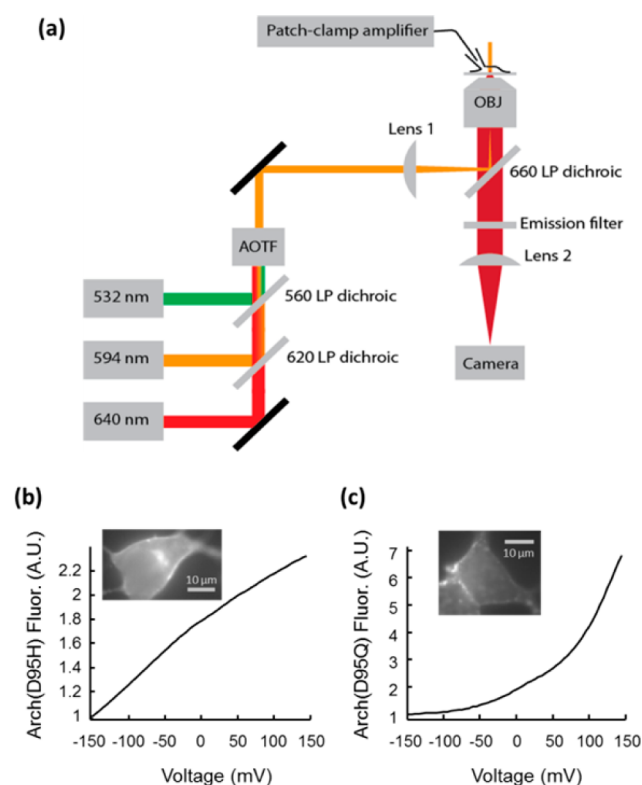 (a)
Patch-clamp amplifier
OBJ
Lens 1
660 LP dichroic
Emission filter
Lens 2
Camera
AOTF
532 nm
560 LP dichroic
594 nm
620 LP dichroic
640 nm
(b)
Arch(D95H) Fluor. (A.U.)
2.2
2
1.8
1.6
1.4
1.2
1
10 μm
-150 -100 -50 0 50 100 150
Voltage (mV)
(c)
Arch(D95Q) Fluor. (A.U.)
7
6
5
4
3
2
1
10 μm
-150 -100 -50 0 50 100 150
Voltage (mV)